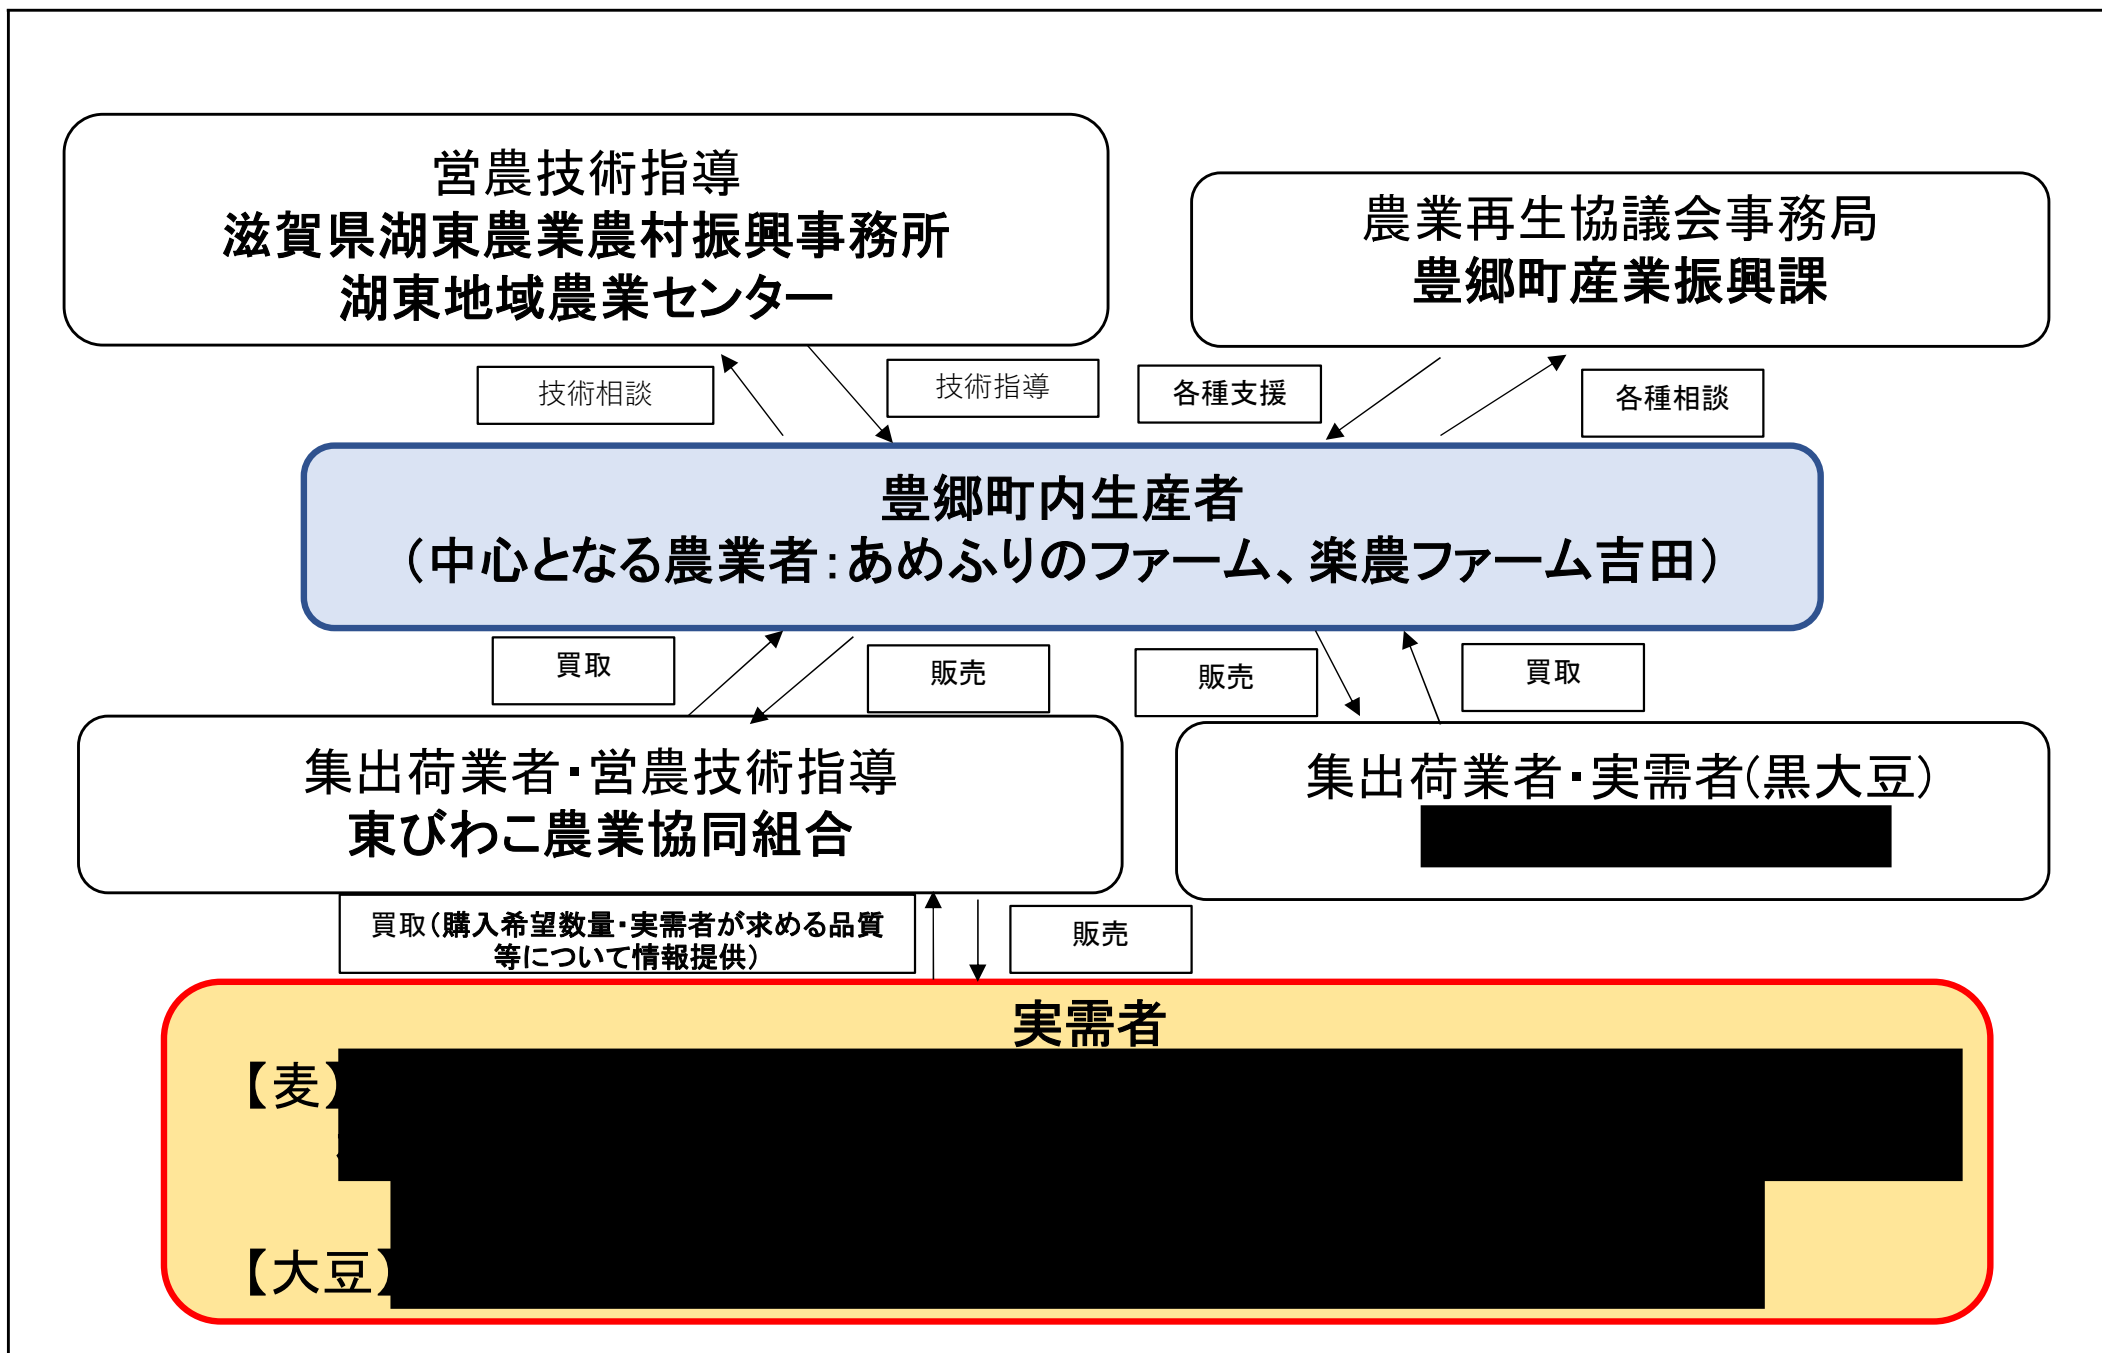 営農技術指導
滋賀県湖東農業農村振興事務所
湖東地域農業センター
農業再生協議会事務局
豊郷町産業振興課
技術相談
技術指導
各種支援
各種相談
豊郷町内生産者
（中心となる農業者：あめふりのファーム、楽農ファーム吉田）
買取
販売
販売
買取
集出荷業者・営農技術指導
東びわこ農業協同組合
集出荷業者・実需者(黒大豆)
買取（購入希望数量・実需者が求める品質
等について情報提供）
販売
実需者
【麦】
【大豆】